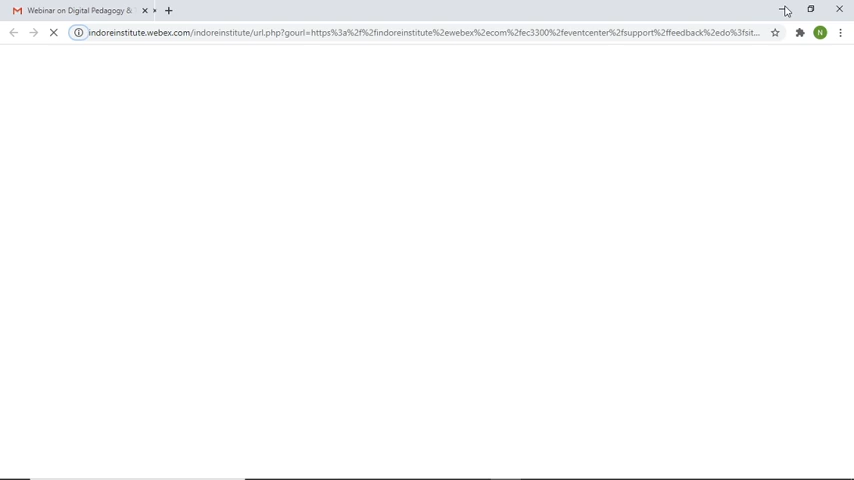 Webinar on Digital Pedagogy &
indoreinstitute.webex.com/indoreinstitute/url.php?gourl=https%3a%2f%2findoreinstitute%2ewebex%2ecom%2fec3300%2feventcenter%2fsupport%2ffeedback%2edo%3fsit...
N